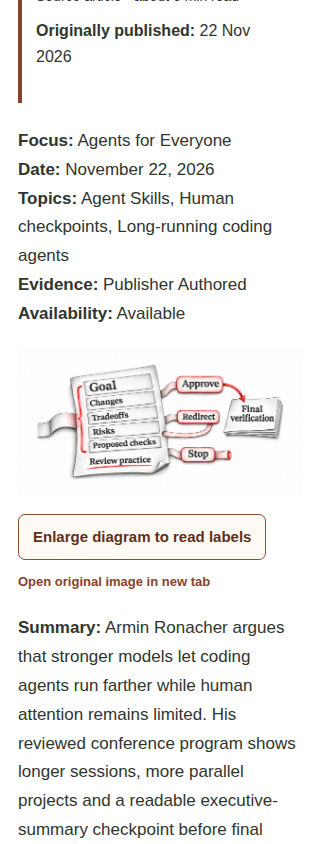 Originally published: 22 Nov
2026
Focus: Agents for Everyone
Date: November 22, 2026
Topics: Agent Skills, Human
checkpoints, Long-running coding
agents
Evidence: Publisher Authored
Availability: Available
Goal
Changes
Tradeoffs
Risks
Proposed checks
Review practice
Approve
Redirect
Stop
Final
verification
Enlarge diagram to read labels
Open original image in new tab
Summary: Armin Ronacher argues
that stronger models let coding
agents run farther while human
attention remains limited. His
reviewed conference program shows
longer sessions, more parallel
projects and a readable executive-
summary checkpoint before final